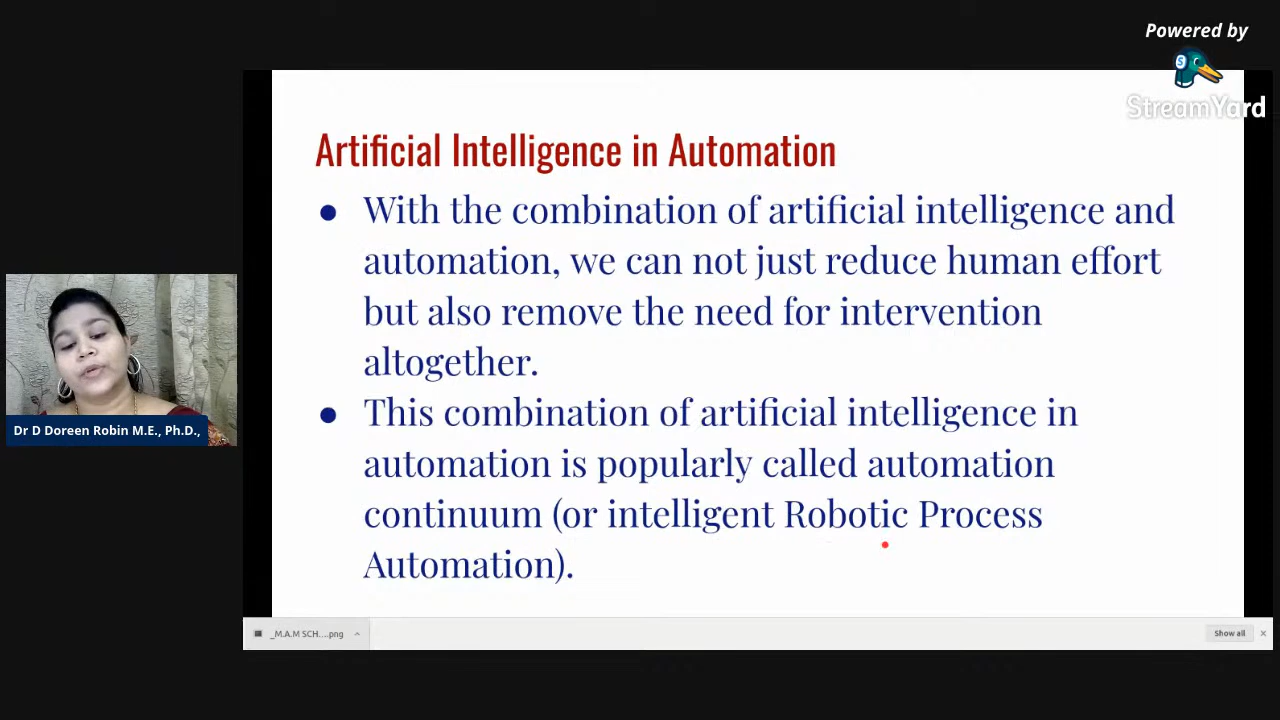 Powered by
StreamYard
Artificial Intelligence in Automation
● With the combination of artificial intelligence and
automation, we can not just reduce human effort
but also remove the need for intervention
altogether.
● This combination of artificial intelligence in
automation is popularly called automation
continuum (or intelligent Robotic Process
Automation).
Dr D Doreen Robin M.E., Ph.D.,
_M.A.M SCH....png
Show all